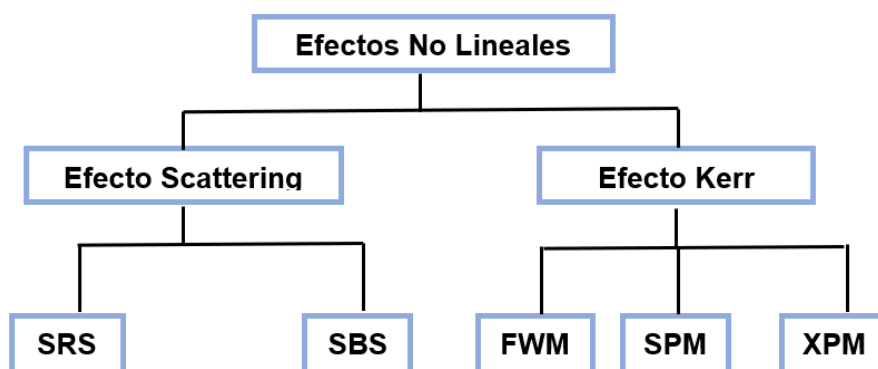 Efectos No Lineales
Efecto Scattering
Efecto Kerr
SRS
SBS
FWM
SPM
XPM